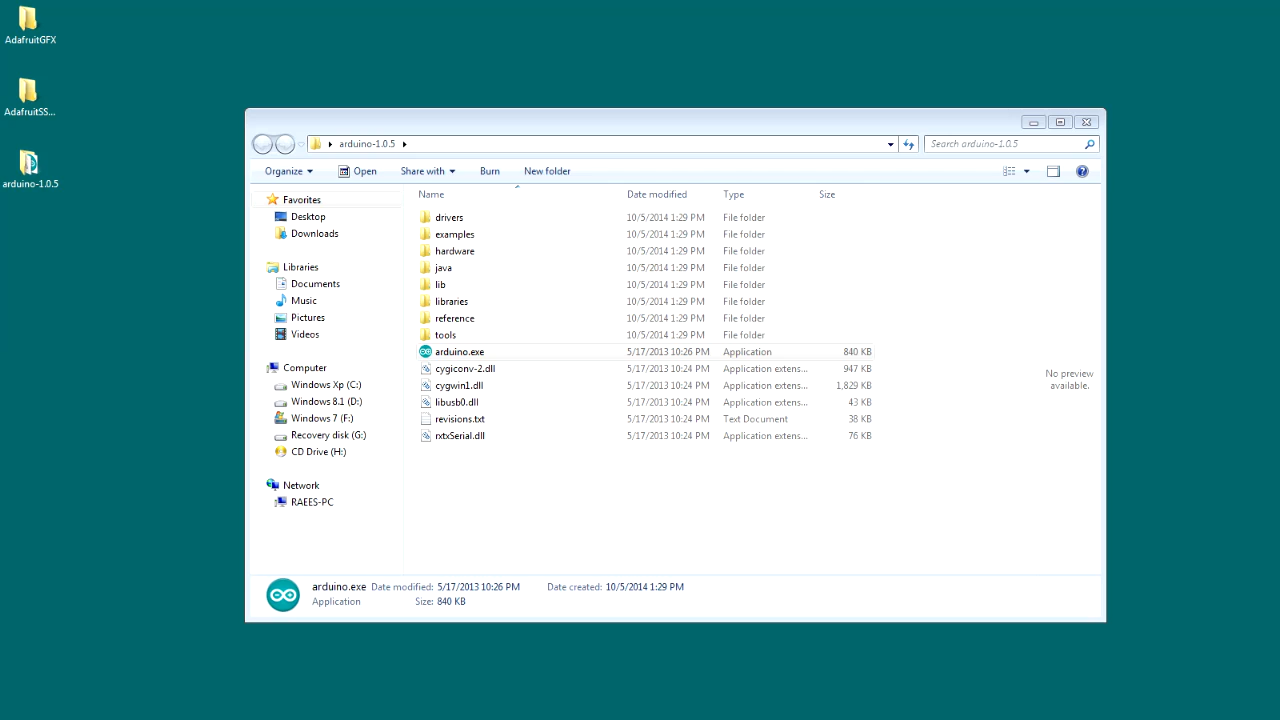 AdafruitGFX
AdafruitSS...
arduino-1.0.5
arduino-1.0.5
Search arduino-1.0.5
Organize Open Share with Burn New folder
Name Date modified Type Size
Favorites
Desktop
Downloads
Libraries
Documents
Music
Pictures
Videos
Computer
Windows Xp (C:)
Windows 8.1 (D:)
Windows 7 (F:)
Recovery disk (G:)
CD Drive (H:)
Network
RAEES-PC
drivers 10/5/2014 1:29 PM File folder
examples 10/5/2014 1:29 PM File folder
hardware 10/5/2014 1:29 PM File folder
java 10/5/2014 1:29 PM File folder
lib 10/5/2014 1:29 PM File folder
libraries 10/5/2014 1:29 PM File folder
reference 10/5/2014 1:29 PM File folder
tools 10/5/2014 1:29 PM File folder
arduino.exe 5/17/2013 10:26 PM Application 840 KB
cygiconv-2.dll 5/17/2013 10:24 PM Application extens... 947 KB
cygwin1.dll 5/17/2013 10:24 PM Application extens... 1,829 KB
libusb0.dll 5/17/2013 10:24 PM Application extens... 43 KB
revisions.txt 5/17/2013 10:24 PM Text Document 38 KB
rxtxSerial.dll 5/17/2013 10:24 PM Application extens... 76 KB
No preview
available.
arduino.exe Date modified: 5/17/2013 10:26 PM Date created: 10/5/2014 1:29 PM
Application Size: 840 KB